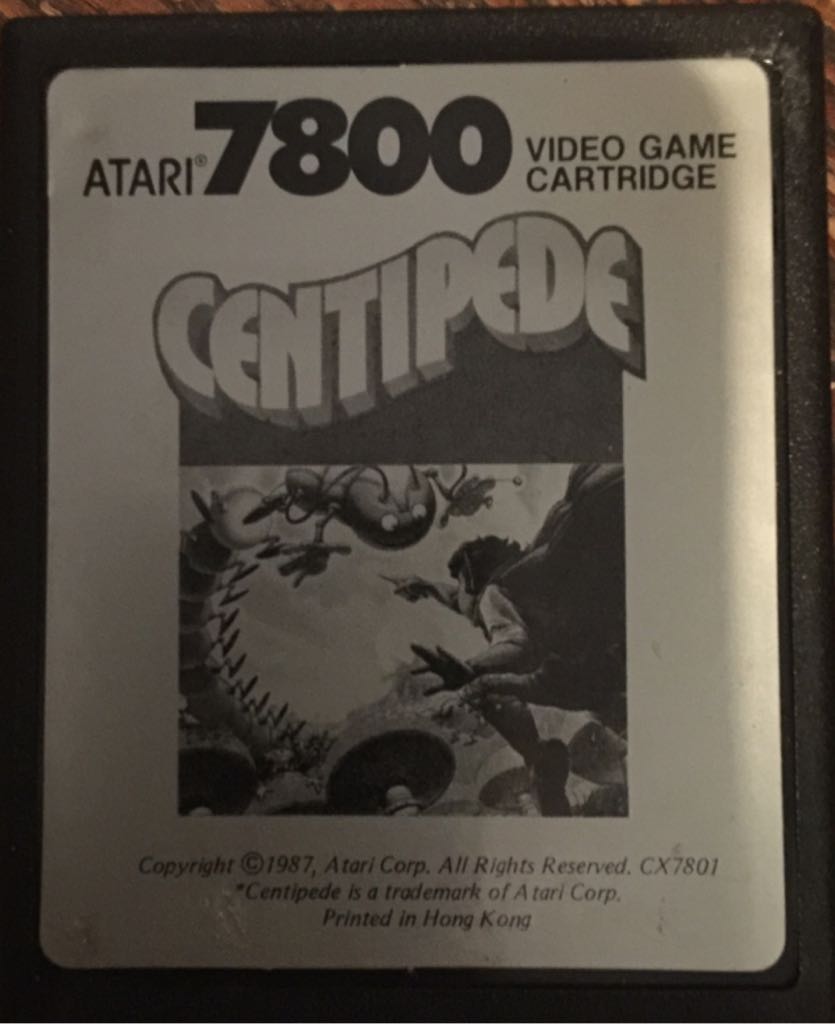 ATARI® 7800 VIDEO GAME
CARTRIDGE
CENTIPEDE
Copyright ©1987, Atari Corp. All Rights Reserved. CX7801
*Centipede is a trademark of Atari Corp.
Printed in Hong Kong